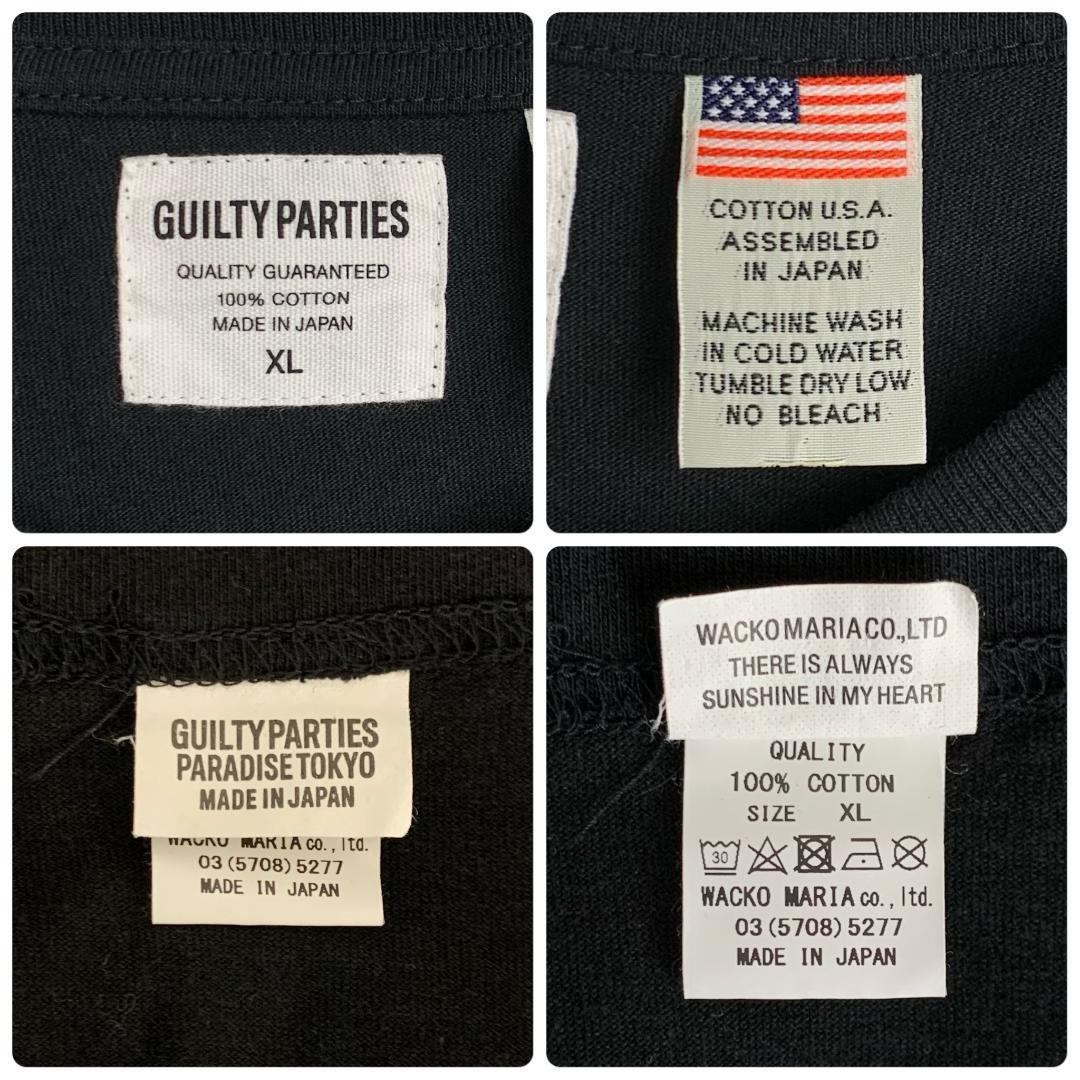 GUILTY PARTIES
QUALITY GUARANTEED
100% COTTON
MADE IN JAPAN
XL
COTTON U.S.A.
ASSEMBLED
IN JAPAN
MACHINE WASH
IN COLD WATER
TUMBLE DRY LOW
NO BLEACH
GUILTY PARTIES
PARADISE TOKYO
MADE IN JAPAN
WACKO MARIA co., ltd.
03 (5708) 5277
MADE IN JAPAN
WACKO MARIA CO., LTD
THERE IS ALWAYS
SUNSHINE IN MY HEART
QUALITY
100% COTTON
SIZE XL
30
WACKO MARIA co., ltd.
03 (5708) 5277
MADE IN JAPAN